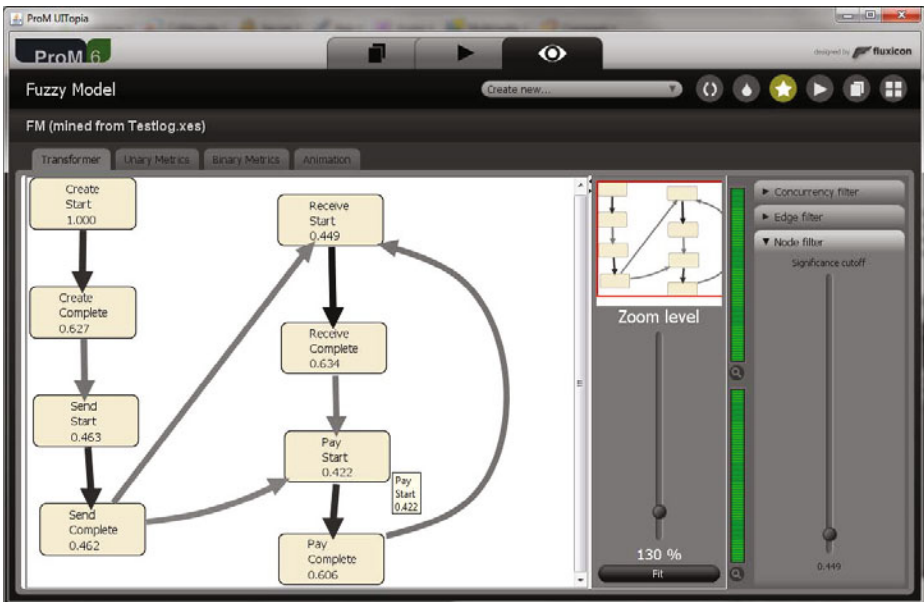 ProM UITopia
ProM 6
designed by fluxicon
Fuzzy Model
Create new...
FM (mined from Testlog.xes)
Transformer
Unary Metrics
Binary Metrics
Animation
Create
Start
1.000
Create
Complete
0.627
Send
Start
0.463
Send
Complete
0.462
Receive
Start
0.449
Receive
Complete
0.634
Pay
Start
0.422
Pay
Start
0.422
Pay
Complete
0.606
Zoom level
130 %
Fit
Concurrency filter
Edge filter
Node filter
Significance cutoff
0.449